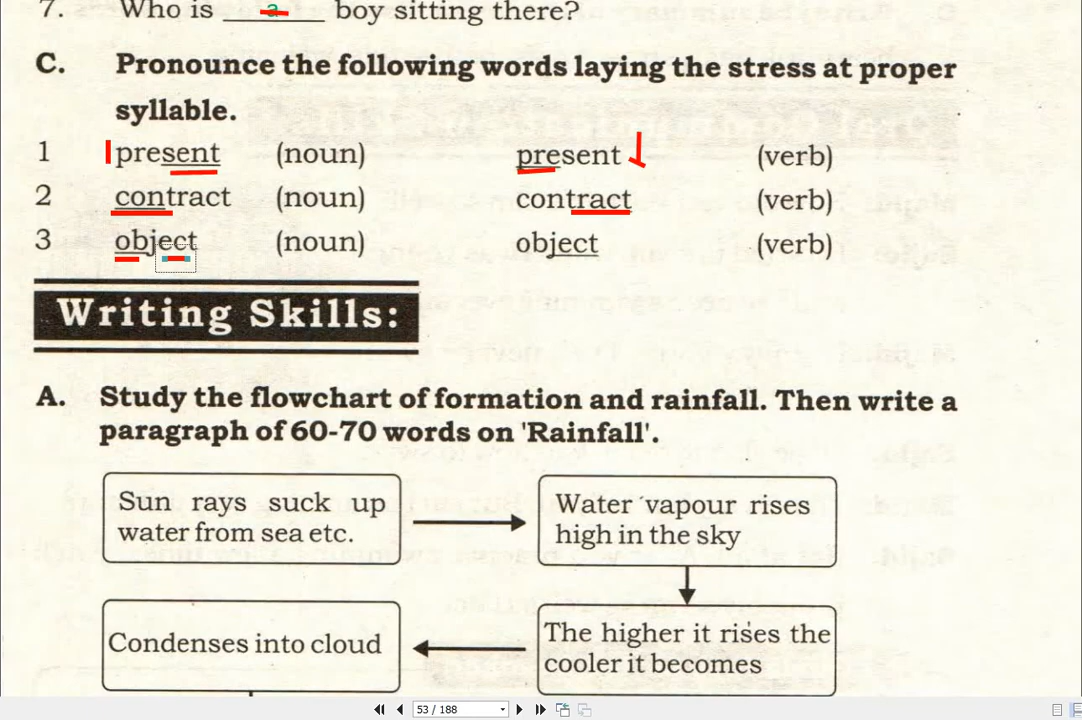 7. Who is ____a____ boy sitting there?
C. Pronounce the following words laying the stress at proper
syllable.
1 present (noun) present (verb)
2 contract (noun) contract (verb)
3 object (noun) object (verb)
Writing Skills:
A. Study the flowchart of formation and rainfall. Then write a
paragraph of 60-70 words on 'Rainfall'.
Sun rays suck up
water from sea etc.
Water vapour rises
high in the sky
The higher it rises the
cooler it becomes
Condenses into cloud
53 / 188